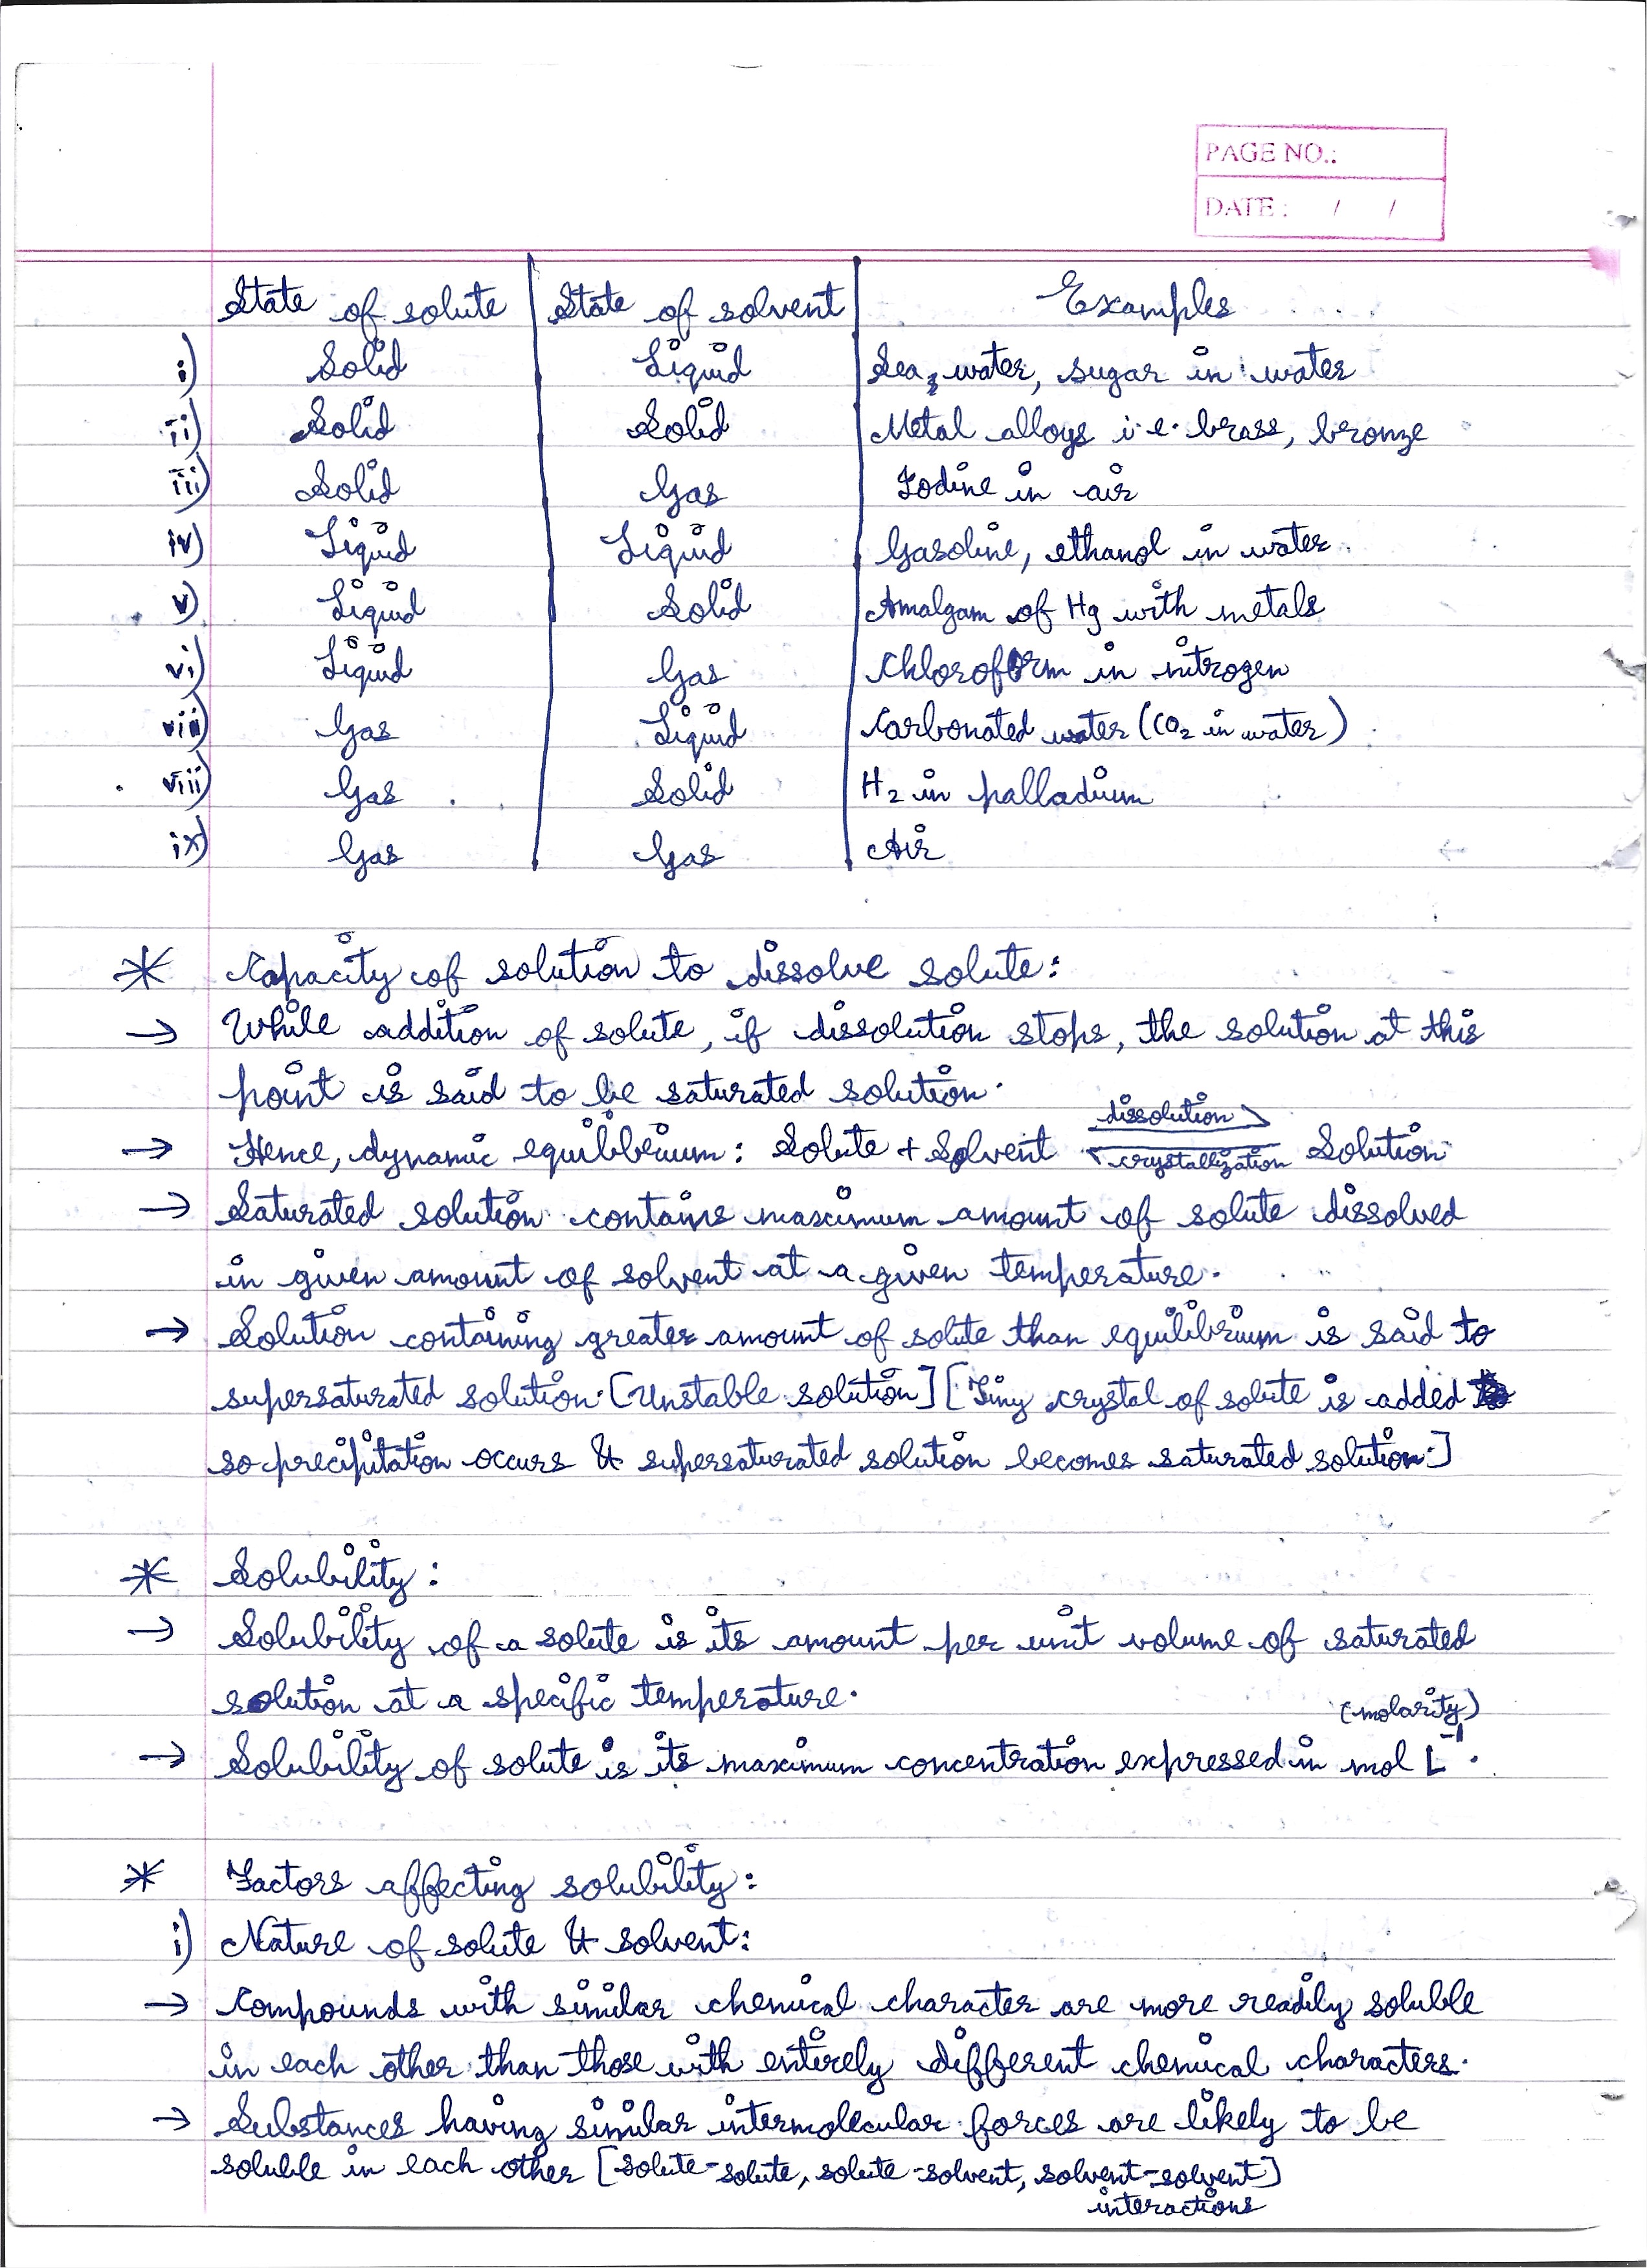 PAGE NO.:
DATE : / /
State of solute State of solvent Examples
i) Solid Liquid Sea water, sugar in water
ii) Solid Solid Metal alloys i.e. brass, bronze
iii) Solid Gas Iodine in air
iv) Liquid Liquid Gasoline, ethanol in water
v) Liquid Solid Amalgam of Hg with metals
vi) Liquid Gas Chloroform in nitrogen
vii) Gas Liquid Carbonated water (CO₂ in water)
viii) Gas Solid H₂ in palladium
ix) Gas Gas Air
* Capacity of solution to dissolve solute:
→ While addition of solute, if dissolution stops, the solution at this
point is said to be saturated solution.
→ Hence, dynamic equilibrium: Solute + Solvent ⇌ Solution
dissolution
crystallization
→ Saturated solution contains maximum amount of solute dissolved
in given amount of solvent at a given temperature.
→ Solution containing greater amount of solute than equilibrium is said to
supersaturated solution. [Unstable solution] [Tiny crystal of solute is added
so precipitation occurs & supersaturated solution becomes saturated solution.]
* Solubility:
→ Solubility of a solute is its amount per unit volume of saturated
solution at a specific temperature.
(molarity)
→ Solubility of solute is its maximum concentration expressed in mol L⁻¹.
* Factors affecting solubility:
i) Nature of solute & solvent:
→ Compounds with similar chemical character are more readily soluble
in each other than those with entirely different chemical characters.
→ Substances having similar intermolecular forces are likely to be
soluble in each other [solute-solute, solute-solvent, solvent-solvent]
interactions